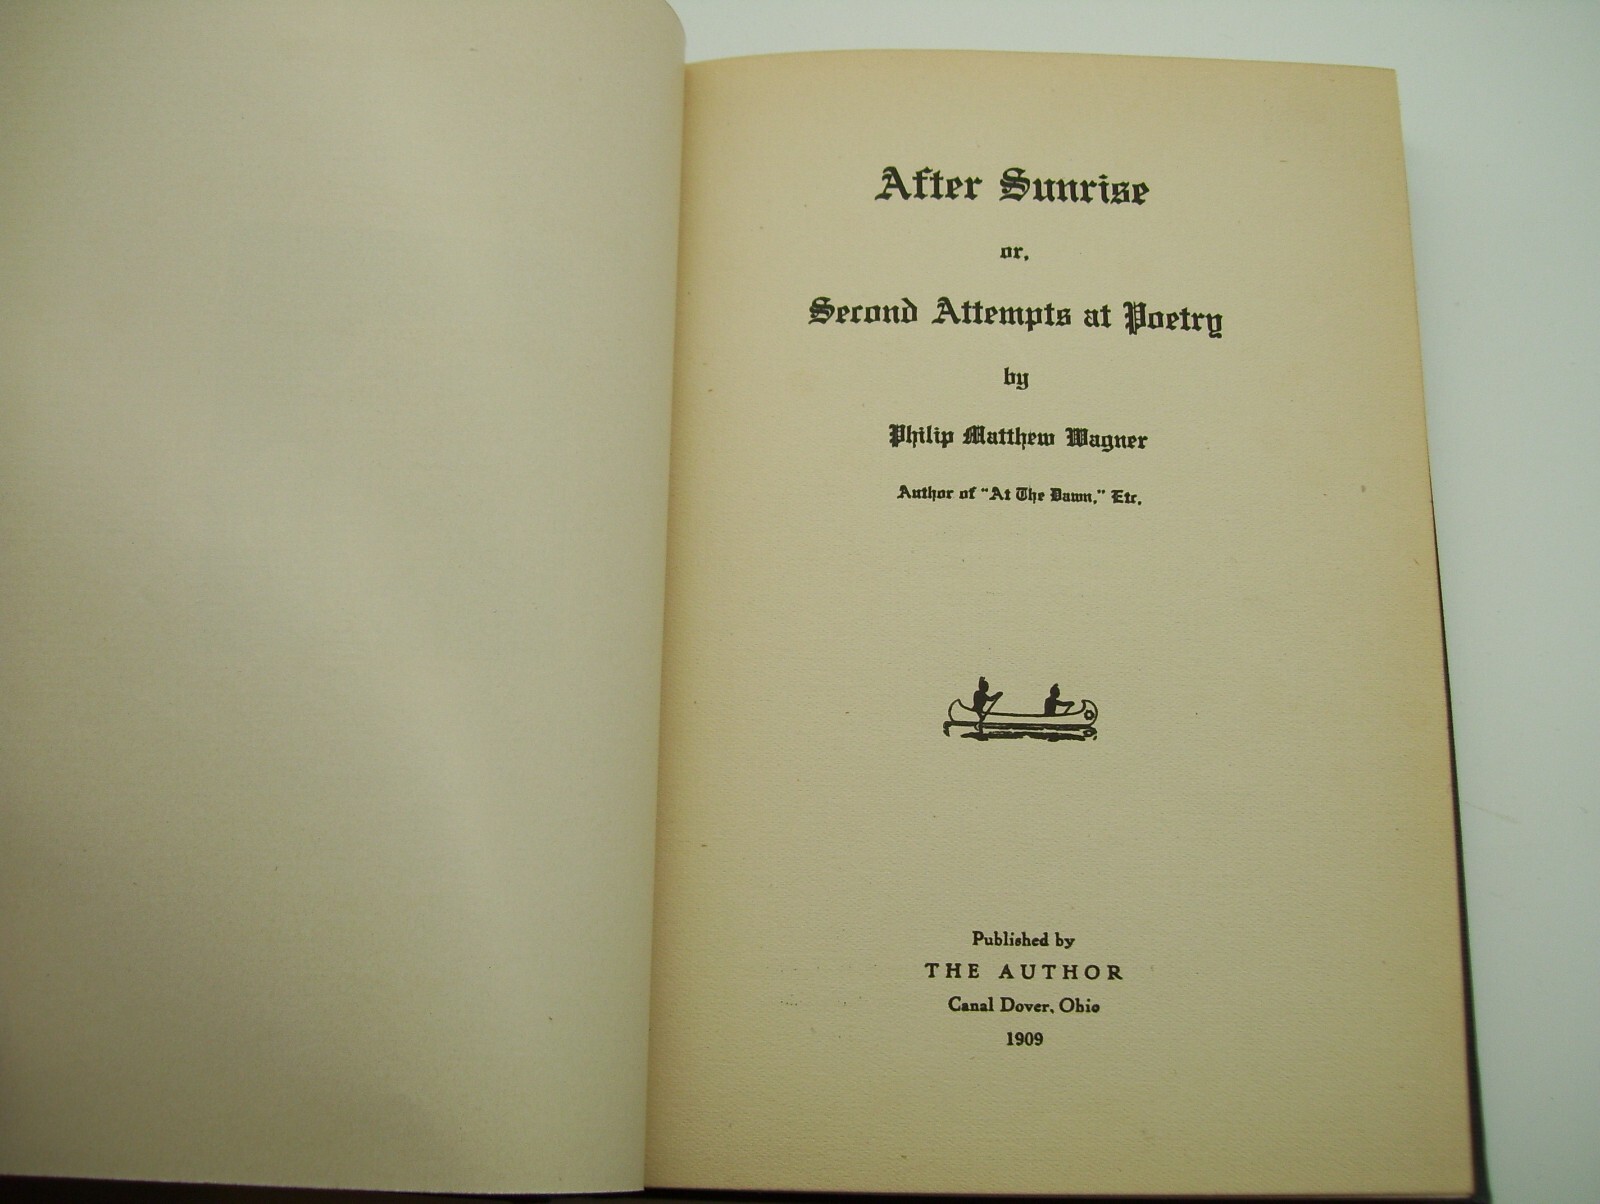 After Sunrise
or,
Second Attempts at Poetry
by
Philip Matthew Wagner
Author of "At The Dawn," Etc.
Published by
THE AUTHOR
Canal Dover, Ohio
1909